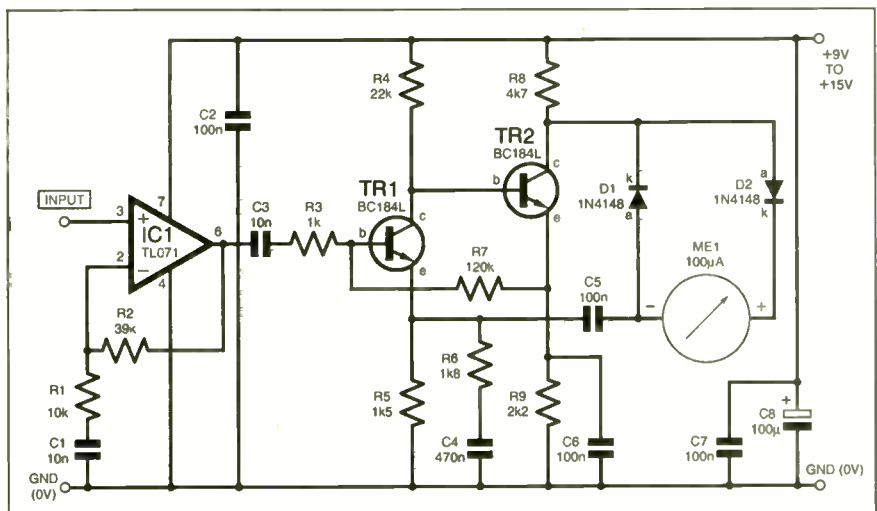 +9V
TO
+15V
R4
22k
R8
4k7
C2
100n
TR2
BC184L
TR1
BC184L
b
c
e
D1
1N4148
k
a
D2
1N4148
a
k
INPUT
3
+
7
IC1
TL071
6
2
−
4
C3
10n
R3
1k
b
c
e
R7
120k
ME1
100µA
−
+
C5
100n
R2
39k
R1
10k
C1
10n
R5
1k5
R6
1k8
C4
470n
R9
2k2
C6
100n
C7
100n
+
C8
100µ
GND
(0V)
GND (0V)